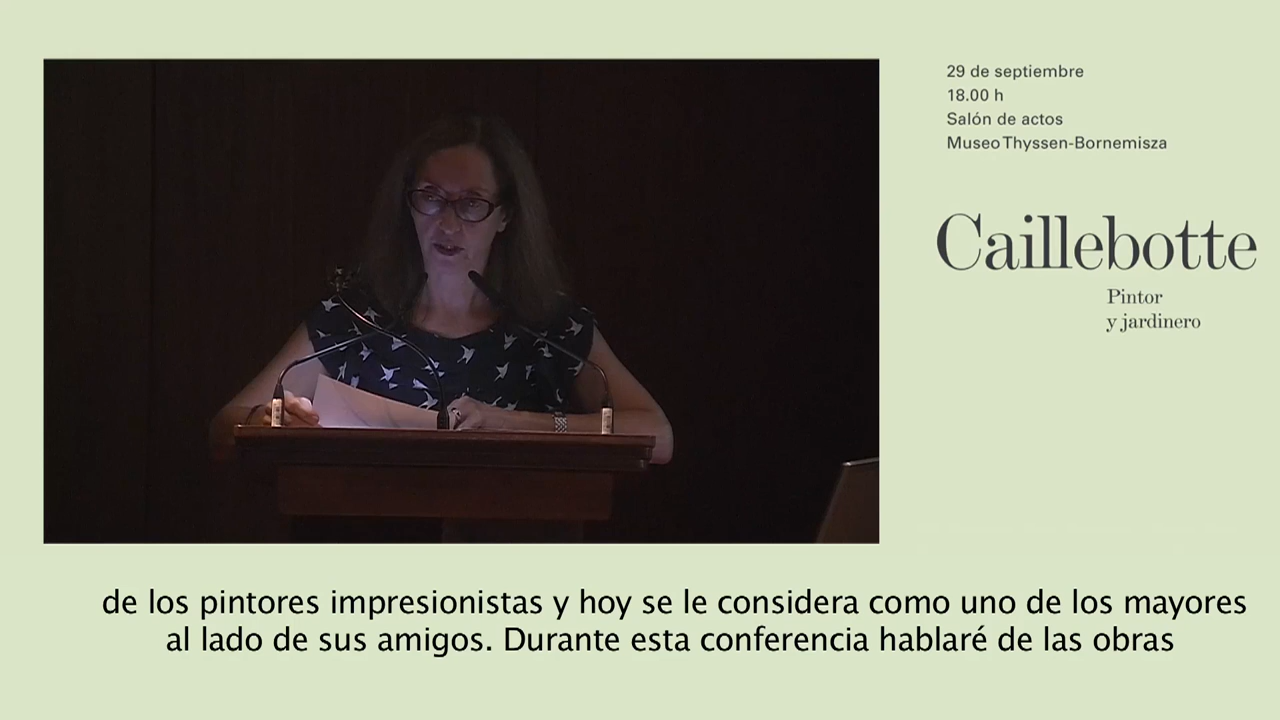 29 de septiembre
18.00 h
Salón de actos
Museo Thyssen-Bornemisza
Caillebotte
Pintor
y jardinero
de los pintores impresionistas y hoy se le considera como uno de los mayores
al lado de sus amigos. Durante esta conferencia hablaré de las obras